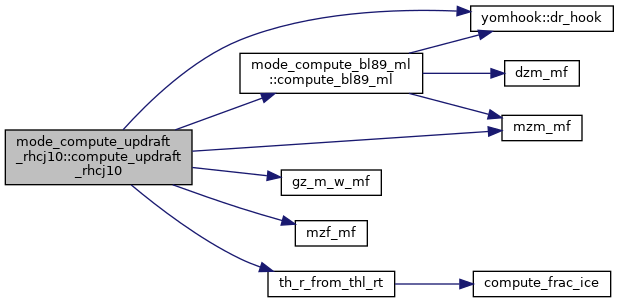 mode_compute_updraft
_rhcj10::compute_updraft
_rhcj10
yomhook::dr_hook
mode_compute_bl89_ml
::compute_bl89_ml
dzm_mf
mzm_mf
gz_m_w_mf
mzf_mf
th_r_from_thl_rt
compute_frac_ice